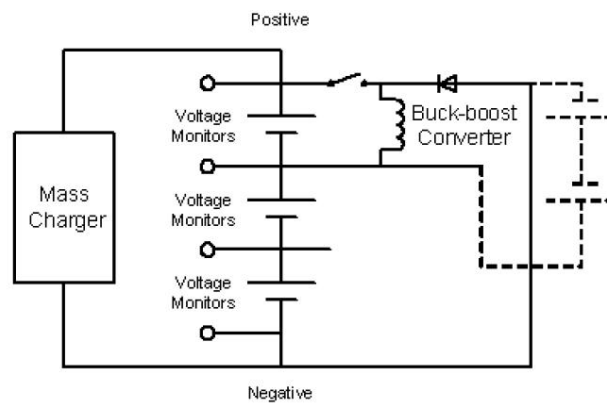 Positive
Voltage
Monitors
Buck-boost
Converter
Mass
Charger
Voltage
Monitors
Voltage
Monitors
Negative